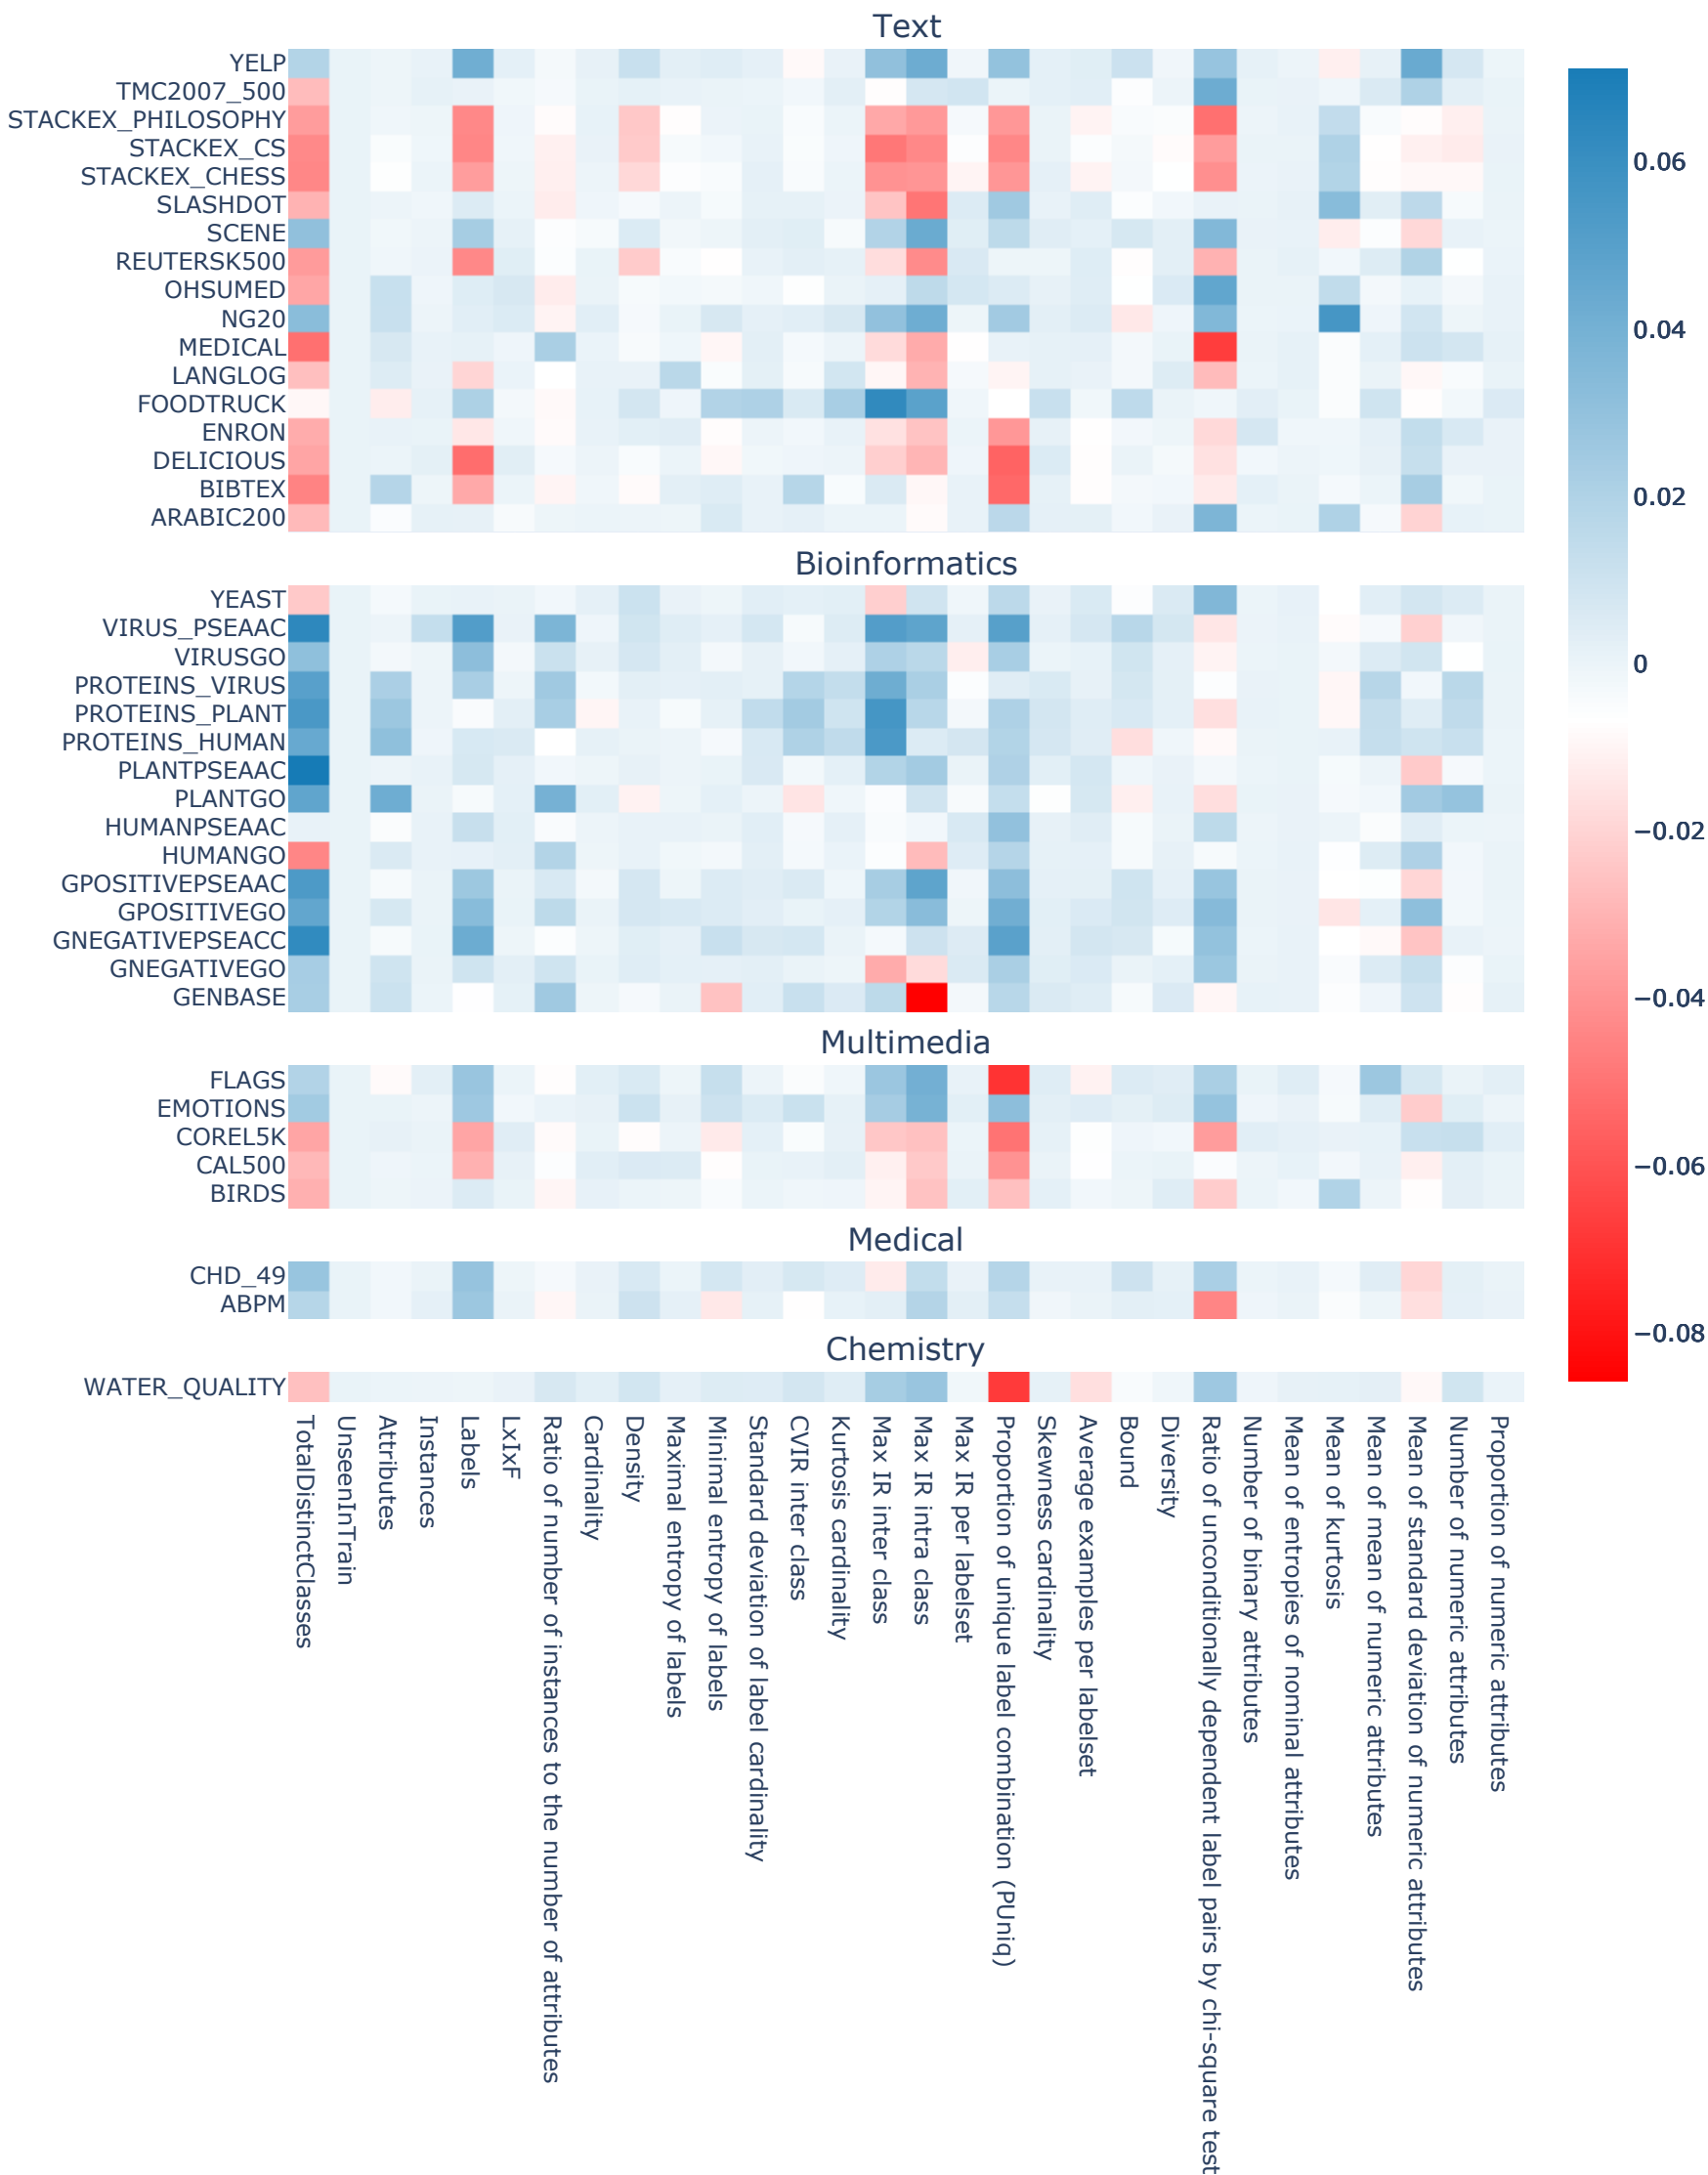 Text
YELP
TMC2007_500
STACKEX_PHILOSOPHY
STACKEX_CS
STACKEX_CHESS
SLASHDOT
SCENE
REUTERSK500
OHSUMED
NG20
MEDICAL
LANGLOG
FOODTRUCK
ENRON
DELICIOUS
BIBTEX
ARABIC200
Bioinformatics
YEAST
VIRUS_PSEAAC
VIRUSGO
PROTEINS_VIRUS
PROTEINS_PLANT
PROTEINS_HUMAN
PLANTPSEAAC
PLANTGO
HUMANPSEAAC
HUMANGO
GPOSITIVEPSEAAC
GPOSITIVEGO
GNEGATIVEPSEACC
GNEGATIVEGO
GENBASE
Multimedia
FLAGS
EMOTIONS
COREL5K
CAL500
BIRDS
Medical
CHD_49
ABPM
Chemistry
WATER_QUALITY
TotalDistinctClasses
UnseenInTrain
Attributes
Instances
Labels
LxIxF
Ratio of number of instances to the number of attributes
Cardinality
Density
Maximal entropy of labels
Minimal entropy of labels
Standard deviation of label cardinality
CVIR inter class
Kurtosis cardinality
Max IR inter class
Max IR intra class
Max IR per labelset
Proportion of unique label combination (PUniq)
Skewness cardinality
Average examples per labelset
Bound
Diversity
Ratio of unconditionally dependent label pairs by chi-square test
Number of binary attributes
Mean of entropies of nominal attributes
Mean of kurtosis
Mean of mean of numeric attributes
Mean of standard deviation of numeric attributes
Number of numeric attributes
Proportion of numeric attributes
0.06
0.04
0.02
0
−0.02
−0.04
−0.06
−0.08